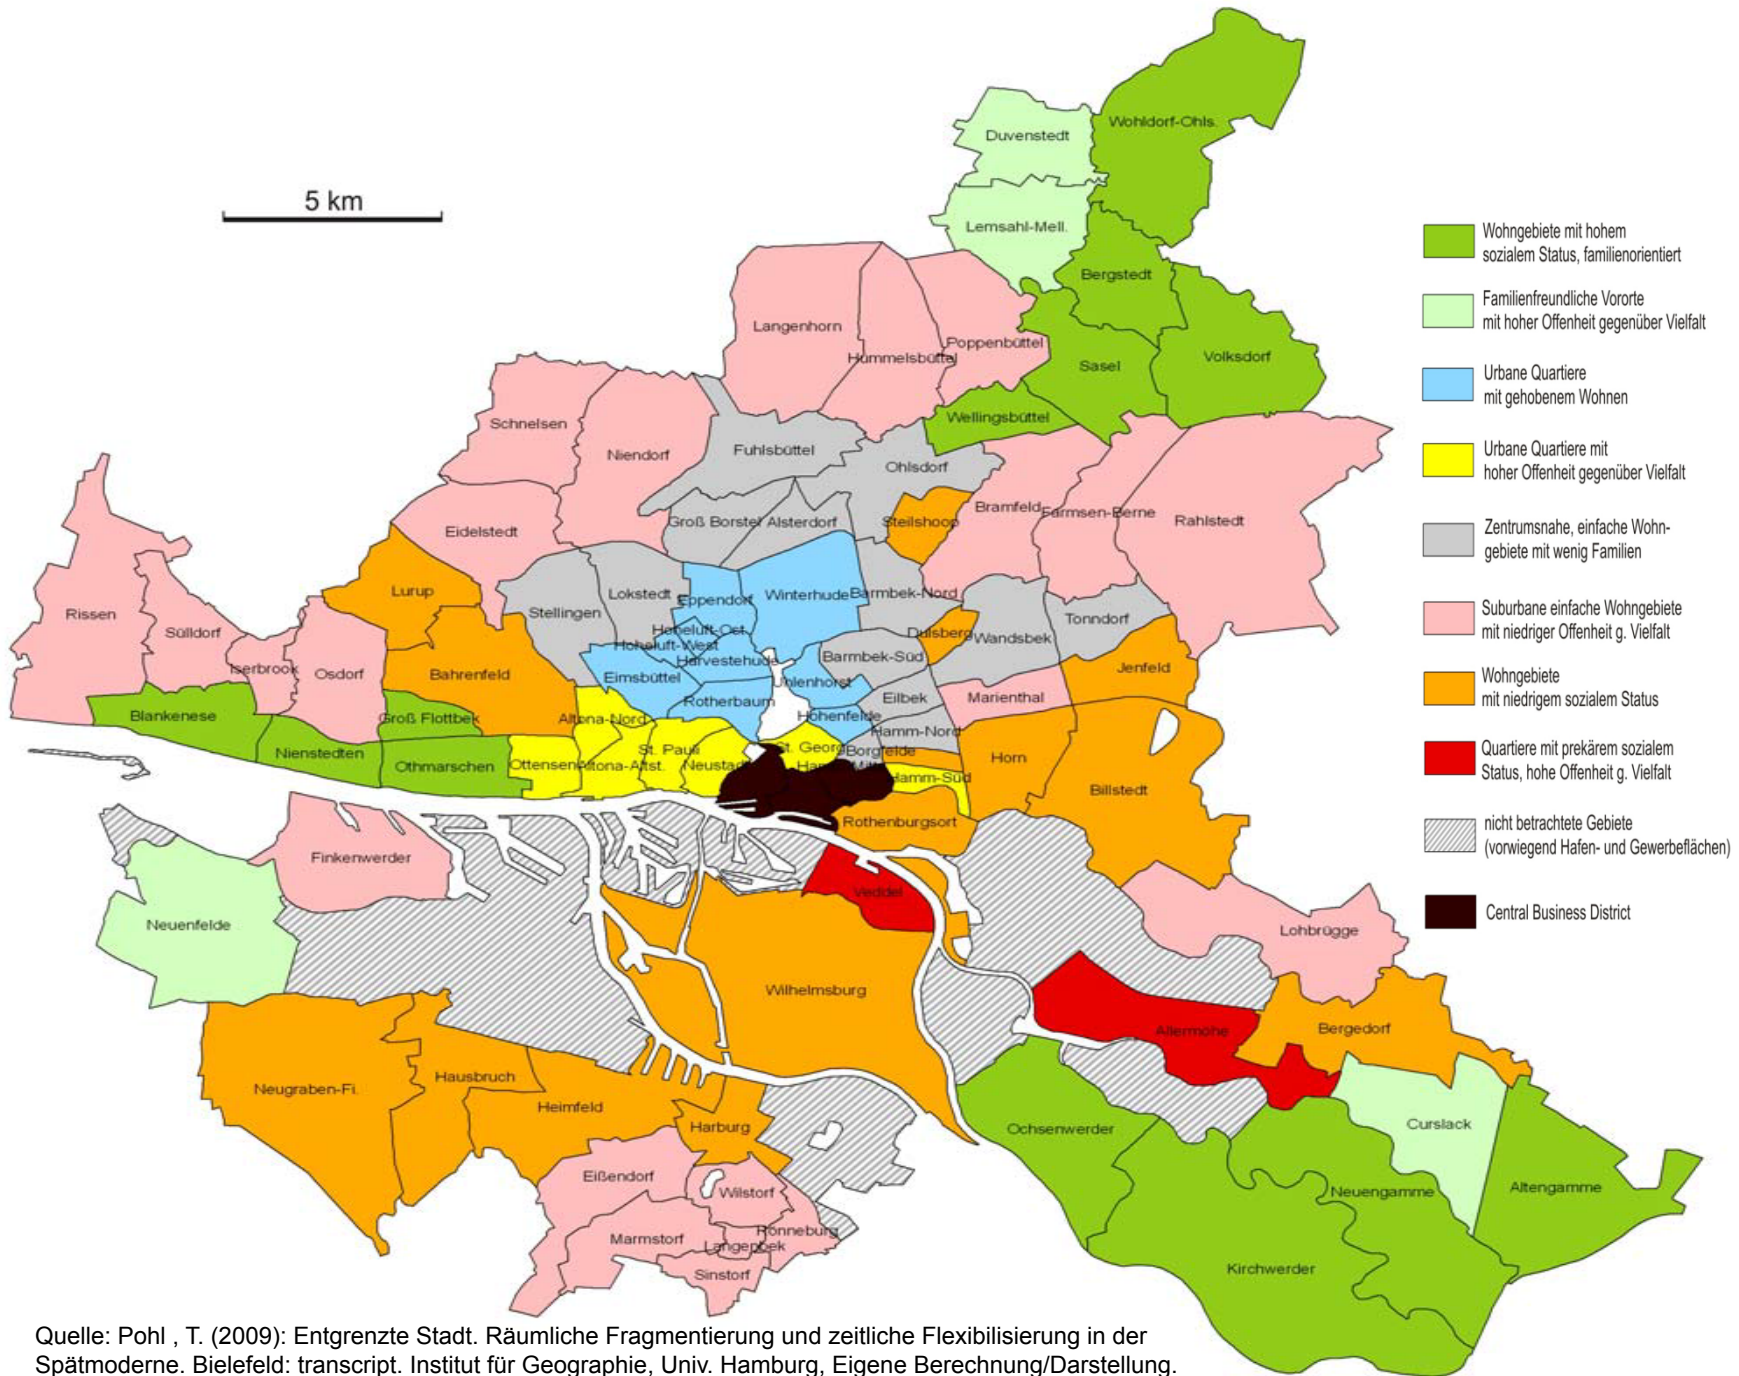 Wohldorf-Ohls.
Duvenstedt
5 km
Lemsahl-Mell.
Bergstedt
Langenhorn
Hummelsbüttel
Poppenbüttel
Sasel
Volksdorf
Wellingsbüttel
Schnelsen
Niendorf
Fuhlsbüttel
Ohlsdorf
Groß Borstel
Alsterdorf
Steilshoop
Bramfeld
Farmsen-Berne
Rahlstedt
Eidelstedt
Lurup
Stellingen
Lokstedt
Eppendorf
Winterhude
Barmbek-Nord
Tonndorf
Rissen
Sülldorf
Iserbrook
Osdorf
Bahrenfeld
Hoheluft-Ost
Hoheluft-West
Harvestehude
Dulsberg
Wandsbek
Barmbek-Süd
Jenfeld
Eimsbüttel
Uhlenhorst
Rotherbaum
Eilbek
Marienthal
Blankenese
Groß Flottbek
Altona-Nord
Hohenfelde
Hamm-Nord
Nienstedten
Othmarschen
Ottensen
Altona-Altst.
St. Pauli
Neustadt
St. Georg
Borgfelde
Hamm-Süd
Horn
Billstedt
Rothenburgsort
Finkenwerder
Veddel
Neuenfelde
Lohbrügge
Wilhelmsburg
Allermöhe
Bergedorf
Neugraben-Fi.
Hausbruch
Heimfeld
Harburg
Ochsenwerder
Curslack
Eißendorf
Wilstorf
Neuengamme
Altengamme
Marmstorf
Rönneburg
Langenbek
Sinstorf
Kirchwerder
Wohngebiete mit hohem
sozialem Status, familienorientiert
Familienfreundliche Vororte
mit hoher Offenheit gegenüber Vielfalt
Urbane Quartiere
mit gehobenem Wohnen
Urbane Quartiere mit
hoher Offenheit gegenüber Vielfalt
Zentrumsnahe, einfache Wohn-
gebiete mit wenig Familien
Suburbane einfache Wohngebiete
mit niedriger Offenheit g. Vielfalt
Wohngebiete
mit niedrigem sozialem Status
Quartiere mit prekärem sozialem
Status, hohe Offenheit g. Vielfalt
nicht betrachtete Gebiete
(vorwiegend Hafen- und Gewerbeflächen)
Central Business District
Quelle: Pohl , T. (2009): Entgrenzte Stadt. Räumliche Fragmentierung und zeitliche Flexibilisierung in der
Spätmoderne. Bielefeld: transcript. Institut für Geographie, Univ. Hamburg, Eigene Berechnung/Darstellung.